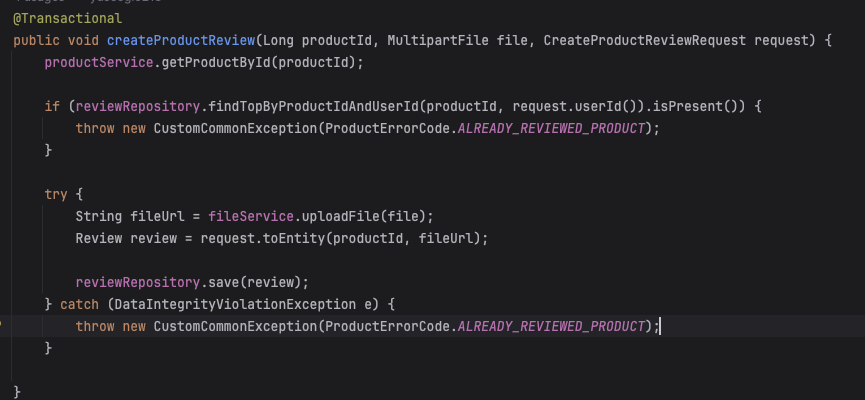 @Transactional
public void createProductReview(Long productId, MultipartFile file, CreateProductReviewRequest request) {
    productService.getProductById(productId);

    if (reviewRepository.findTopByProductIdAndUserId(productId, request.userId()).isPresent()) {
        throw new CustomCommonException(ProductErrorCode.ALREADY_REVIEWED_PRODUCT);
    }

    try {
        String fileUrl = fileService.uploadFile(file);
        Review review = request.toEntity(productId, fileUrl);

        reviewRepository.save(review);
    } catch (DataIntegrityViolationException e) {
        throw new CustomCommonException(ProductErrorCode.ALREADY_REVIEWED_PRODUCT);
    }

}